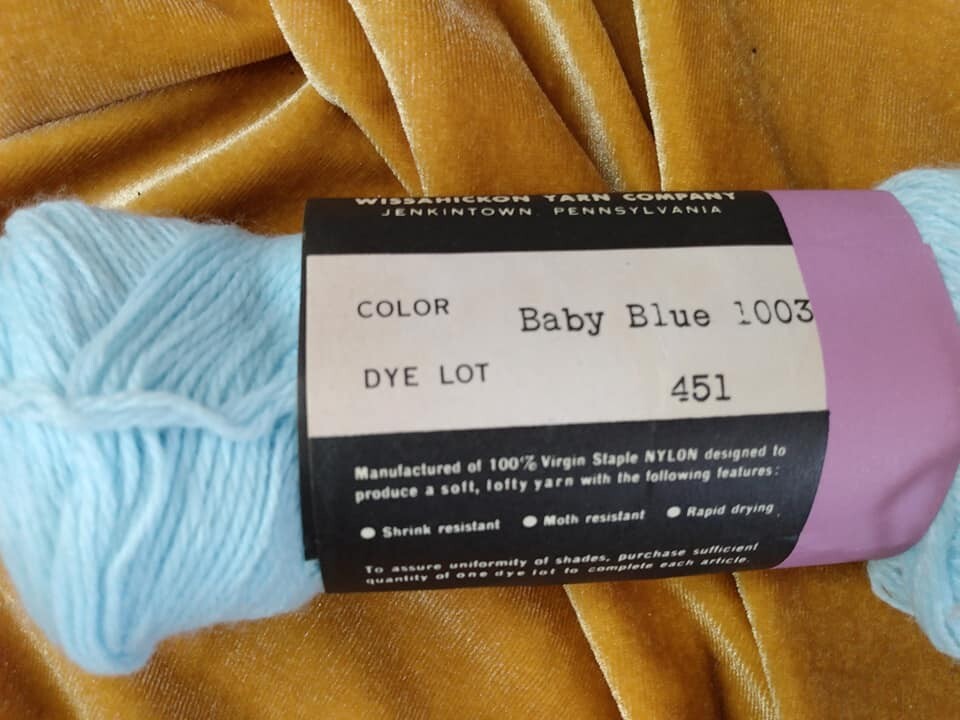 WISSAHICKON YARN COMPANY
JENKINTOWN PENNSYLVANIA
COLOR Baby Blue 1003
DYE LOT 451
Manufactured of 100% Virgin Staple NYLON designed to
produce a soft, lofty yarn with the following features:
● Shrink resistant ● Moth resistant ● Rapid drying
To assure uniformity of shades, purchase sufficient
quantity of one dye lot to complete each article.